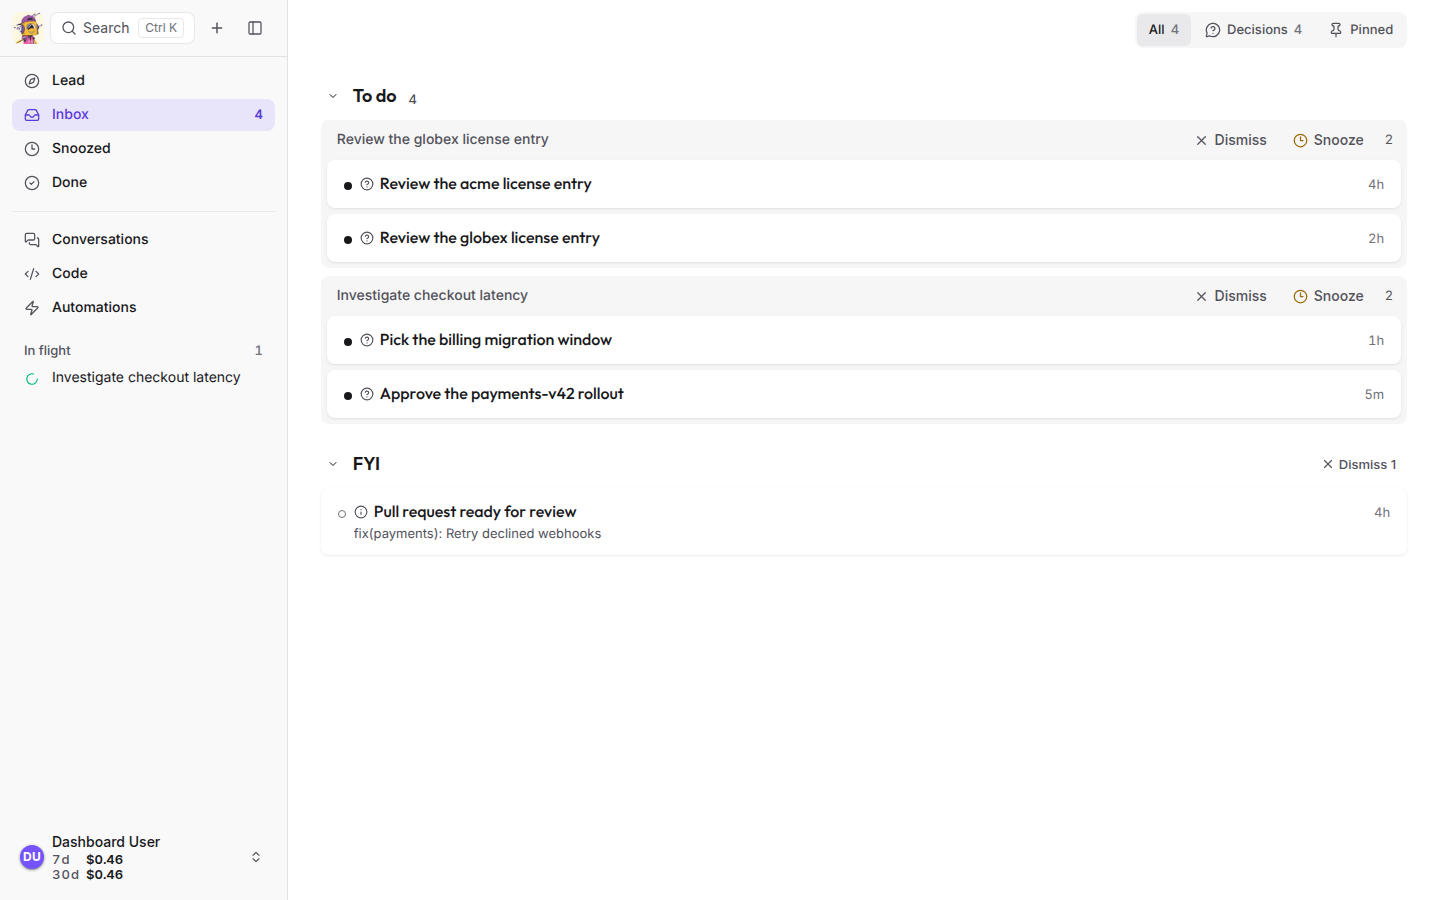 Search Ctrl K
Lead
Inbox 4
Snoozed
Done
Conversations
Code
Automations
In flight 1
Investigate checkout latency
Dashboard User
DU
7d $0.46
30d $0.46
All 4 Decisions 4 Pinned
To do 4
Review the globex license entry Dismiss Snooze 2
Review the acme license entry 4h
Review the globex license entry 2h
Investigate checkout latency Dismiss Snooze 2
Pick the billing migration window 1h
Approve the payments-v42 rollout 5m
FYI Dismiss 1
Pull request ready for review 4h
fix(payments): Retry declined webhooks